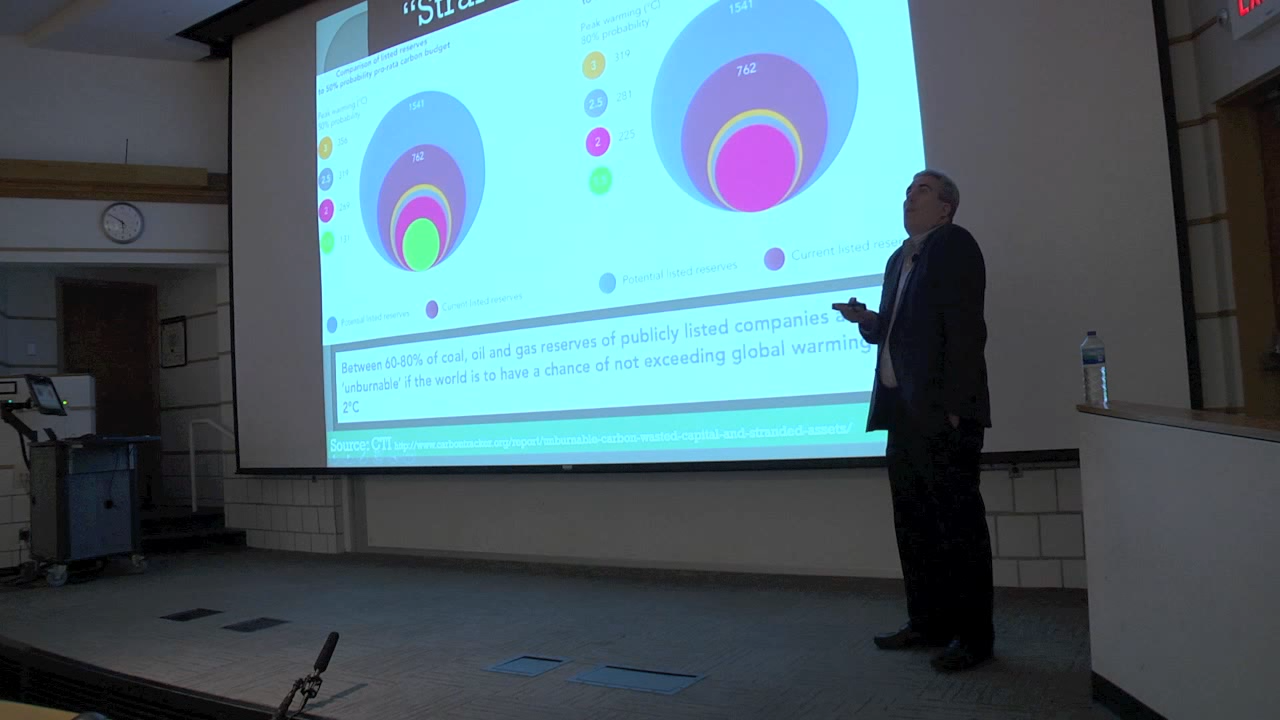 “Stra
Comparison of listed reserves
to 50% probability pro-rata carbon budget
Peak warming (°C)
50% probability
3
2.5
2
1541
762
Potential listed reserves
Current listed reserves
Peak warming (°C)
80% probability
3 319
2.5 281
2 225
1541
762
Potential listed reserves
Current listed rese
Between 60-80% of coal, oil and gas reserves of publicly listed companies a
'unburnable' if the world is to have a chance of not exceeding global warming
2°C
Source: CTI http://www.carbontracker.org/report/unburnable-carbon-wasted-capital-and-stranded-assets/